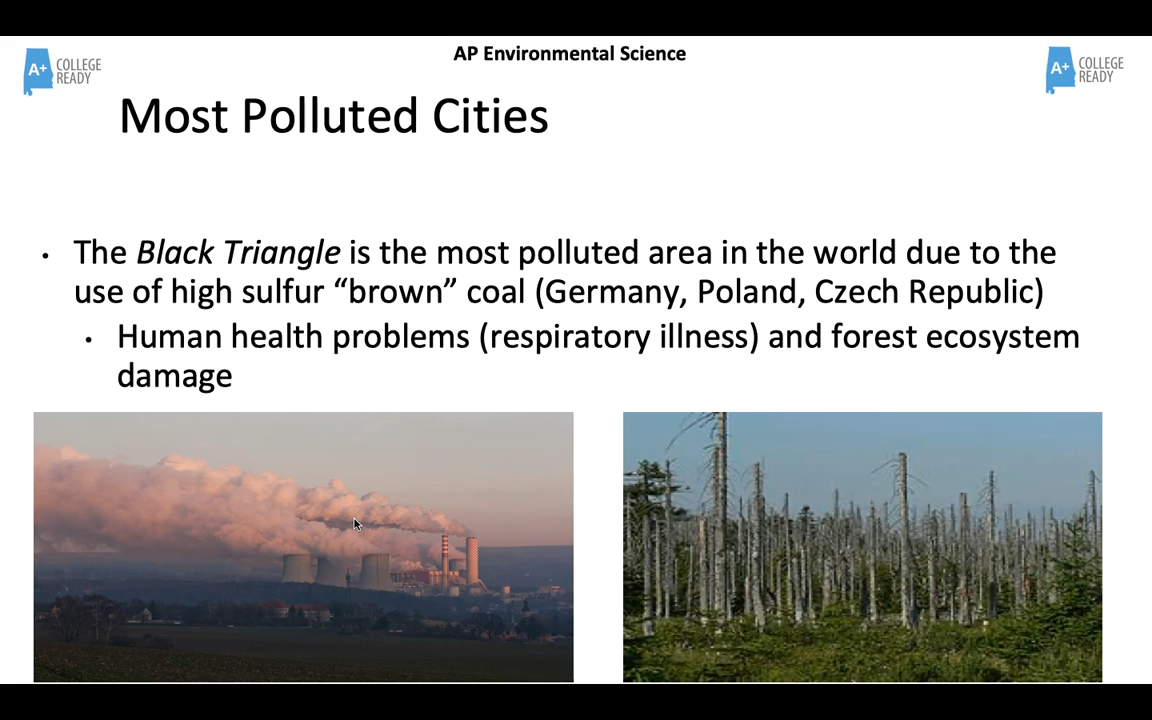 AP Environmental Science
A+ COLLEGE
READY
A+ COLLEGE
READY
Most Polluted Cities
• The Black Triangle is the most polluted area in the world due to the
use of high sulfur “brown” coal (Germany, Poland, Czech Republic)
• Human health problems (respiratory illness) and forest ecosystem
damage